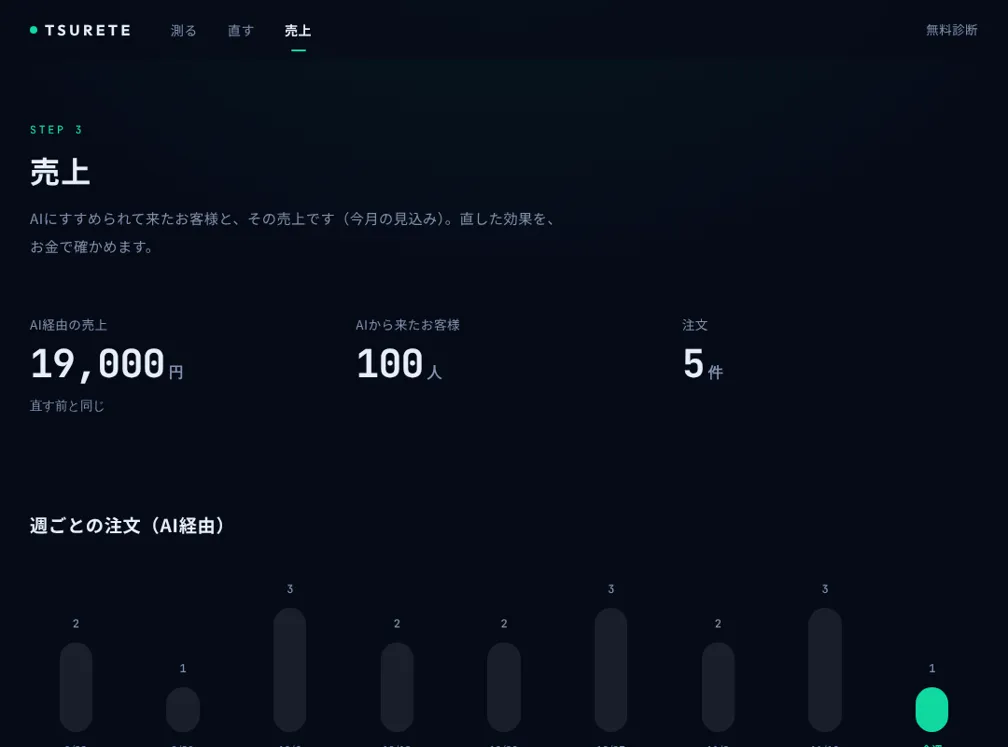 TSURETE 測る 直す 売上 無料診断
STEP 3
売上
AIにすすめられて来たお客様と、その売上です（今月の見込み）。直した効果を、
お金で確かめます。
AI経由の売上 AIから来たお客様 注文
19,000円 100人 5件
直す前と同じ
週ごとの注文（AI経由）
2 1 3 2 2 3 2 3 1